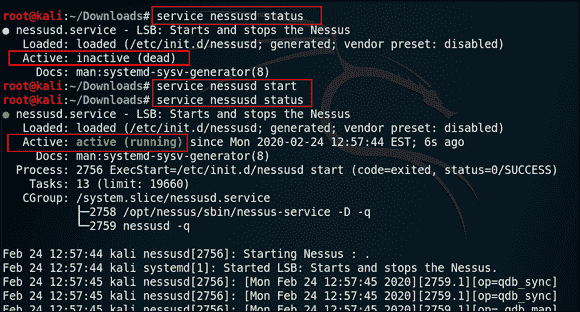 root@kali:~/Downloads# service nessusd status
● nessusd.service - LSB: Starts and stops the Nessus
Loaded: loaded (/etc/init.d/nessusd; generated; vendor preset: disabled)
Active: inactive (dead)
Docs: man:systemd-sysv-generator(8)
root@kali:~/Downloads# service nessusd start
root@kali:~/Downloads# service nessusd status
● nessusd.service - LSB: Starts and stops the Nessus
Loaded: loaded (/etc/init.d/nessusd; generated; vendor preset: disabled)
Active: active (running) since Mon 2020-02-24 12:57:44 EST; 6s ago
Docs: man:systemd-sysv-generator(8)
Process: 2756 ExecStart=/etc/init.d/nessusd start (code=exited, status=0/SUCCESS)
Tasks: 13 (limit: 19660)
CGroup: /system.slice/nessusd.service
├─2758 /opt/nessus/sbin/nessus-service -D -q
└─2759 nessusd -q
Feb 24 12:57:44 kali nessusd[2756]: Starting Nessus : .
Feb 24 12:57:44 kali systemd[1]: Started LSB: Starts and stops the Nessus.
Feb 24 12:57:45 kali nessusd[2756]: [Mon Feb 24 12:57:45 2020][2759.1][op=qdb_sync]
Feb 24 12:57:45 kali nessusd[2756]: [Mon Feb 24 12:57:45 2020][2759.1][op=qdb_sync]
Feb 24 12:57:45 kali nessusd[2756]: [Mon Feb 24 12:57:45 2020][2759.1][op=_qdb_map]